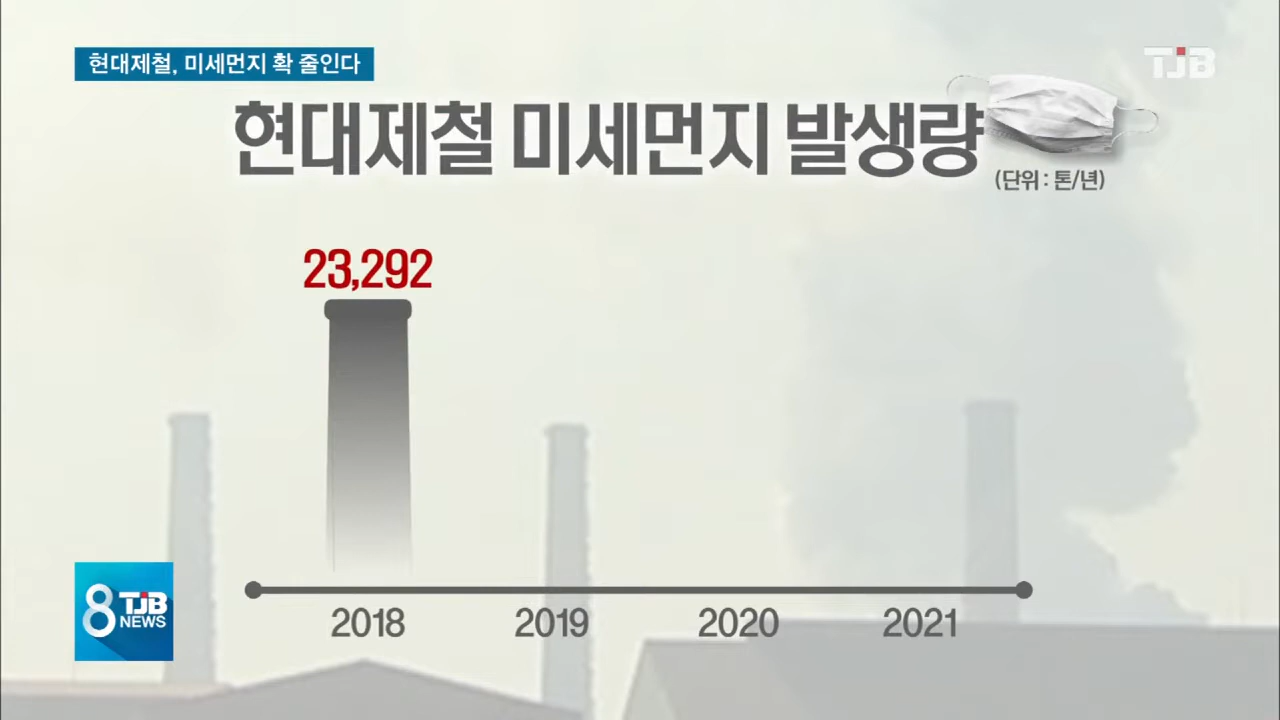 현대제철, 미세먼지 확 줄인다
TJB
현대제철 미세먼지 발생량
(단위 : 톤/년)
23,292
2018 2019 2020 2021
8 TJB
NEWS